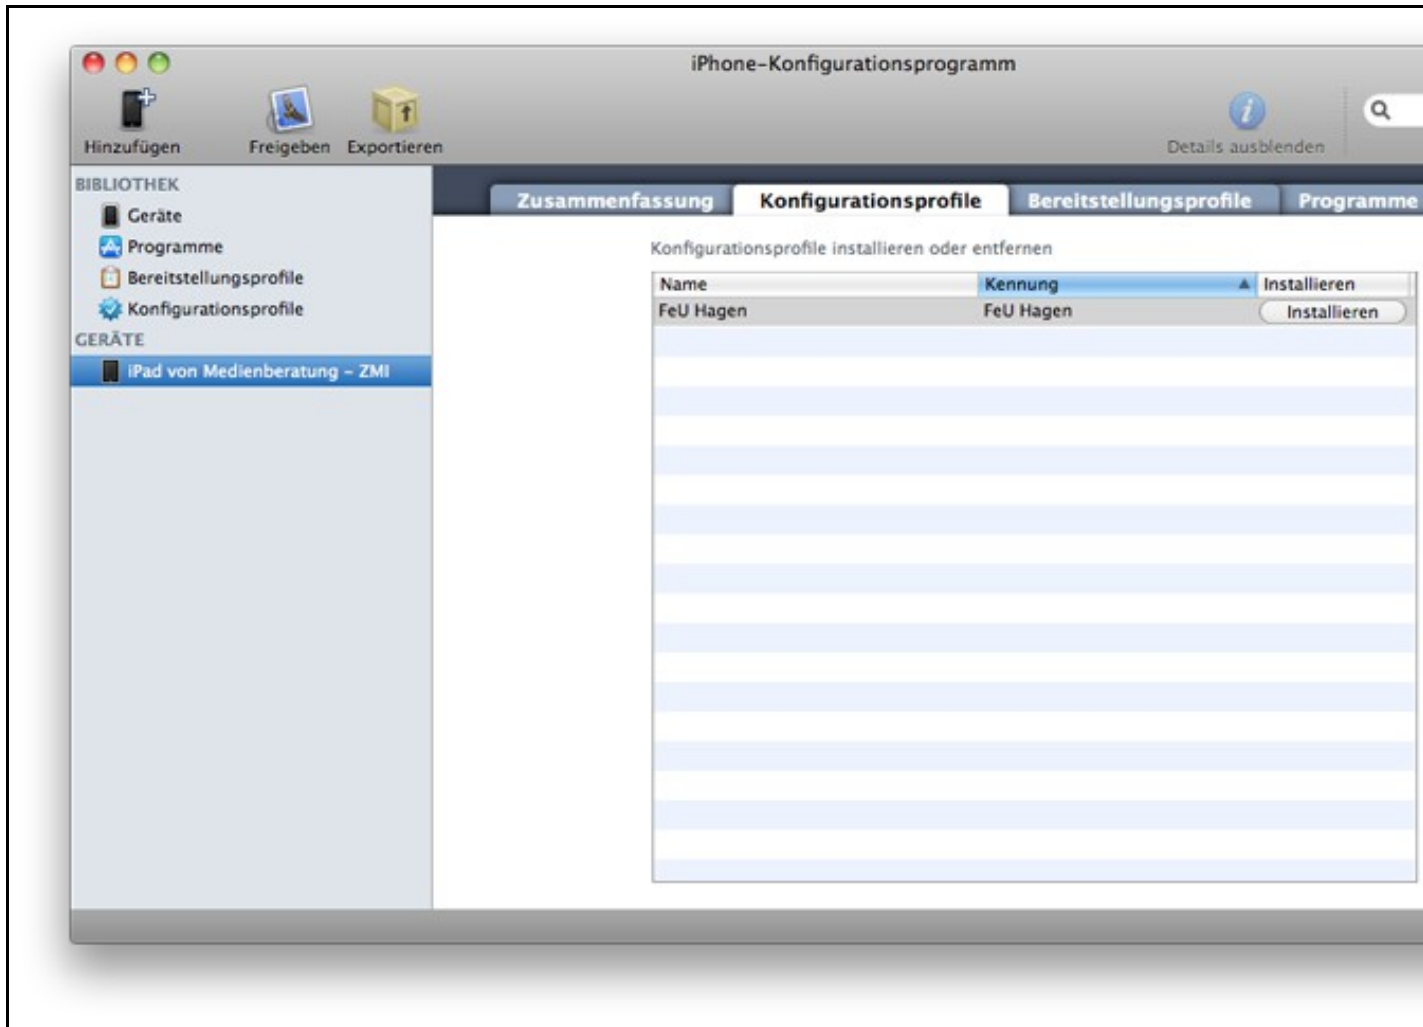 iPhone-Konfigurationsprogramm
Hinzufügen Freigeben Exportieren Details ausblenden
BIBLIOTHEK
Geräte
Programme
Bereitstellungsprofile
Konfigurationsprofile
GERÄTE
iPad von Medienberatung – ZMI
Zusammenfassung Konfigurationsprofile Bereitstellungsprofile Programme
Konfigurationsprofile installieren oder entfernen
Name Kennung Installieren
FeU Hagen FeU Hagen Installieren